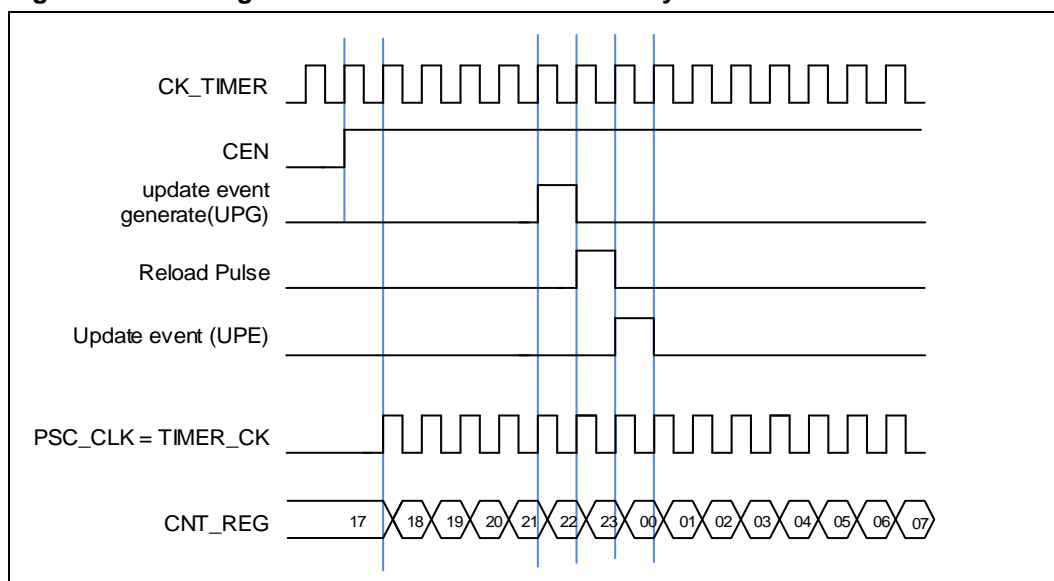 CK_TIMER
CEN
update event
generate(UPG)
Reload Pulse
Update event (UPE)
PSC_CLK = TIMER_CK
CNT_REG 17 18 19 20 21 22 23 00 01 02 03 04 05 06 07